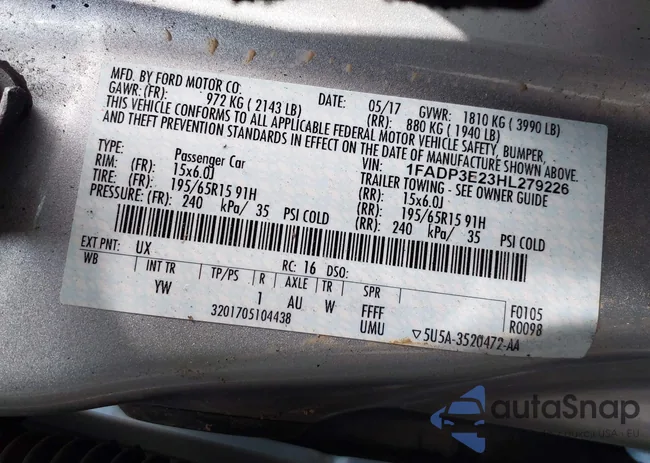 MFD. BY FORD MOTOR CO.
DATE: 05/17 GVWR: 1810 KG ( 3990 LB)
GAWR: (FR): 972 KG ( 2143 LB) (RR): 880 KG ( 1940 LB)
THIS VEHICLE CONFORMS TO ALL APPLICABLE FEDERAL MOTOR VEHICLE SAFETY, BUMPER,
AND THEFT PREVENTION STANDARDS IN EFFECT ON THE DATE OF MANUFACTURE SHOWN ABOVE.
VIN: 1FADP3E23HL279226
TYPE: Passenger Car TRAILER TOWING - SEE OWNER GUIDE
RIM: (FR): 15x6.0J (RR): 15x6.0J
TIRE: (FR): 195/65R15 91H (RR): 195/65R15 91H
PRESSURE: (FR): 240 kPa/ 35 PSI COLD (RR): 240 kPa/ 35 PSI COLD
EXT PNT: UX RC: 16 DSO:
WB INT TR TP/PS R AXLE TR SPR
YW 1 AU W FFFF F0105
3201705104438 UMU ▽5U5A-3520472-AA R0098
autaSnap
USA - EU